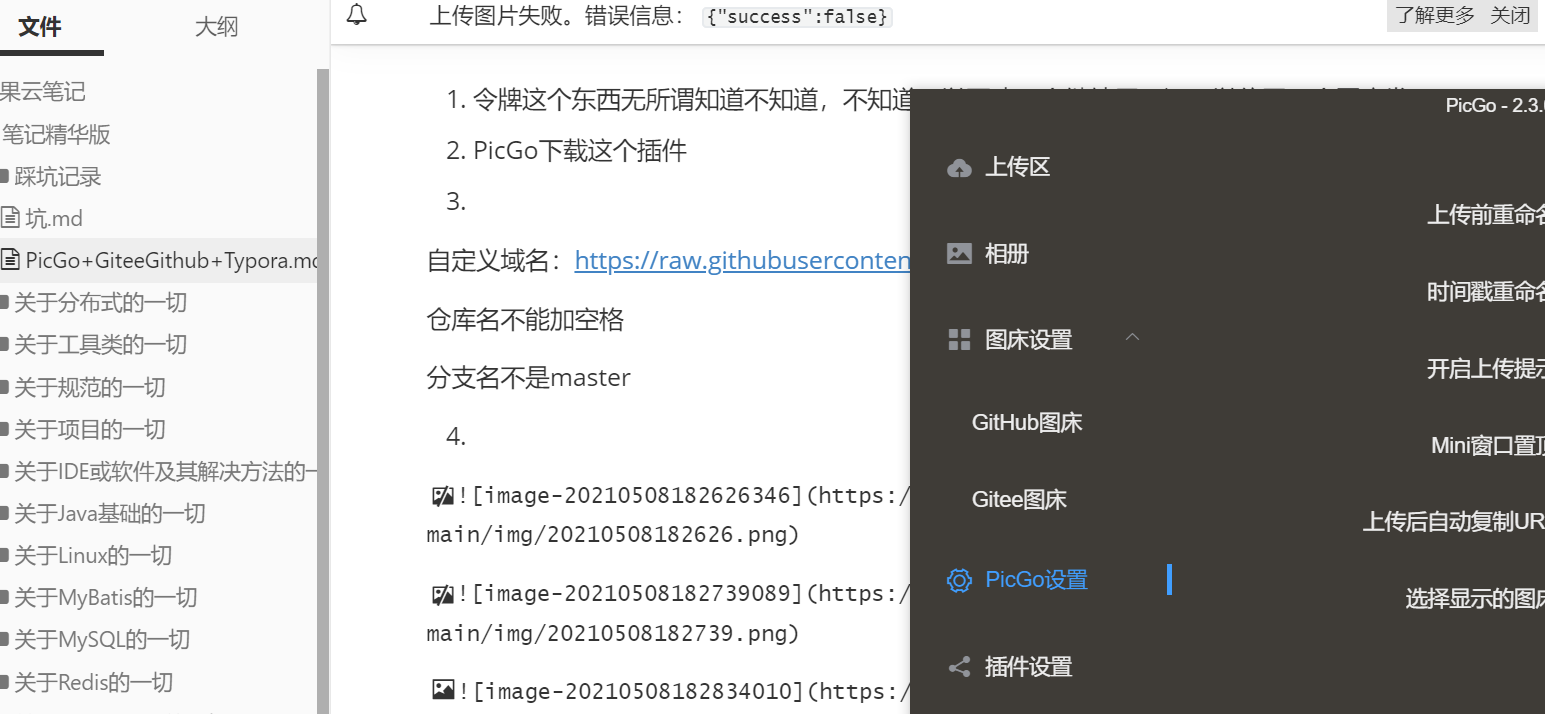 文件
大纲
果云笔记
笔记精华版
踩坑记录
坑.md
PicGo+GiteeGithub+Typora.md
关于分布式的一切
关于工具类的一切
关于规范的一切
关于项目的一切
关于IDE或软件及其解决方法的一
关于Java基础的一切
关于Linux的一切
关于MyBatis的一切
关于MySQL的一切
关于Redis的一切
上传图片失败。错误信息： {"success":false}
了解更多 关闭
1. 令牌这个东西无所谓知道不知道，不知道
2. PicGo下载这个插件
3.
自定义域名：https://raw.githubuserconten
仓库名不能加空格
分支名不是master
4.
![image-20210508182626346](https:/
main/img/20210508182626.png)
![image-20210508182739089](https:/
main/img/20210508182739.png)
![image-20210508182834010](https:/
PicGo - 2.3.
上传区
相册
图床设置
GitHub图床
Gitee图床
PicGo设置
插件设置
上传前重命名
时间戳重命名
开启上传提示
Mini窗口置顶
上传后自动复制UR
选择显示的图床